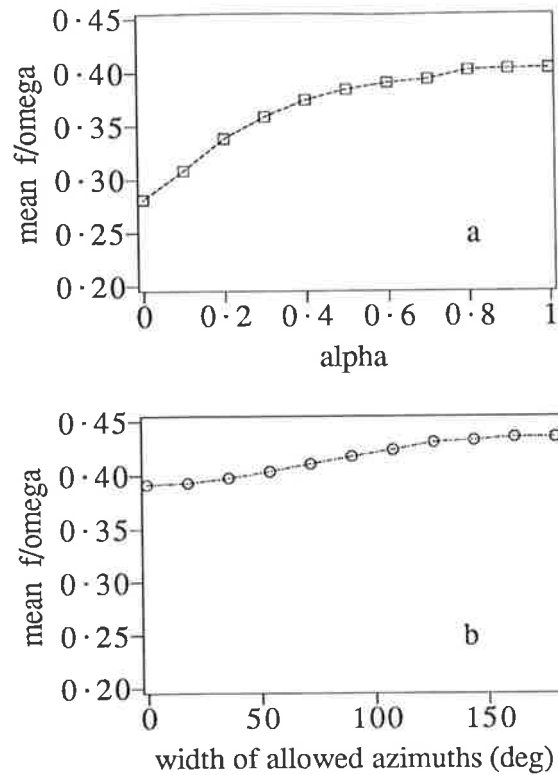 0·45
0·40
0·35
0·30
0·25
0·20
mean f/omega
a
0 0·2 0·4 0·6 0·8 1
alpha
0·45
0·40
0·35
0·30
0·25
0·20
mean f/omega
b
0 50 100 150
width of allowed azimuths (deg)